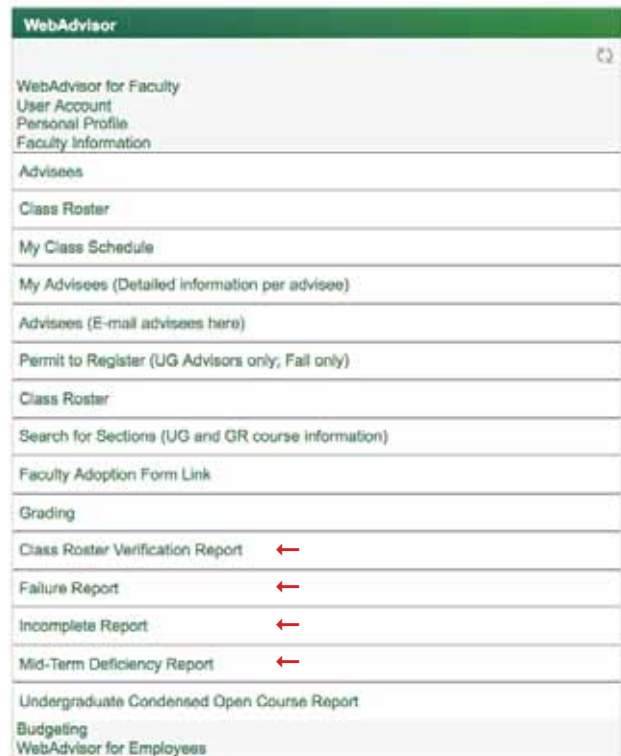 WebAdvisor
WebAdvisor for Faculty
User Account
Personal Profile
Faculty Information
Advisees
Class Roster
My Class Schedule
My Advisees (Detailed information per advisee)
Advisees (E-mail advisees here)
Permit to Register (UG Advisors only; Fall only)
Class Roster
Search for Sections (UG and GR course information)
Faculty Adoption Form Link
Grading
Class Roster Verification Report
Failure Report
Incomplete Report
Mid-Term Deficiency Report
Undergraduate Condensed Open Course Report
Budgeting
WebAdvisor for Employees